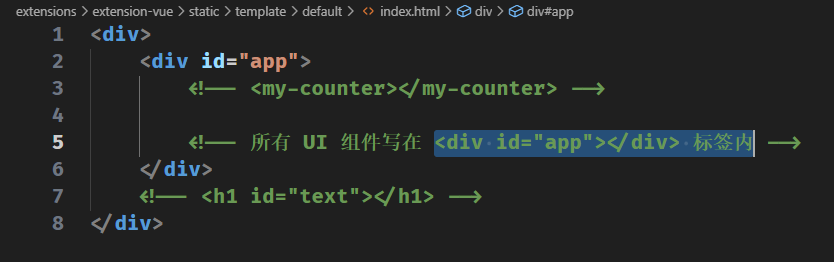 extensions > extension-vue > static > template > default > <> index.html > div > div#app
1 <div>
2 <div id="app">
3 <!-- <my-counter></my-counter> -->
4
5 <!-- 所有 UI 组件写在 <div id="app"></div> 标签内 -->
6 </div>
7 <!-- <h1 id="text"></h1> -->
8 </div>